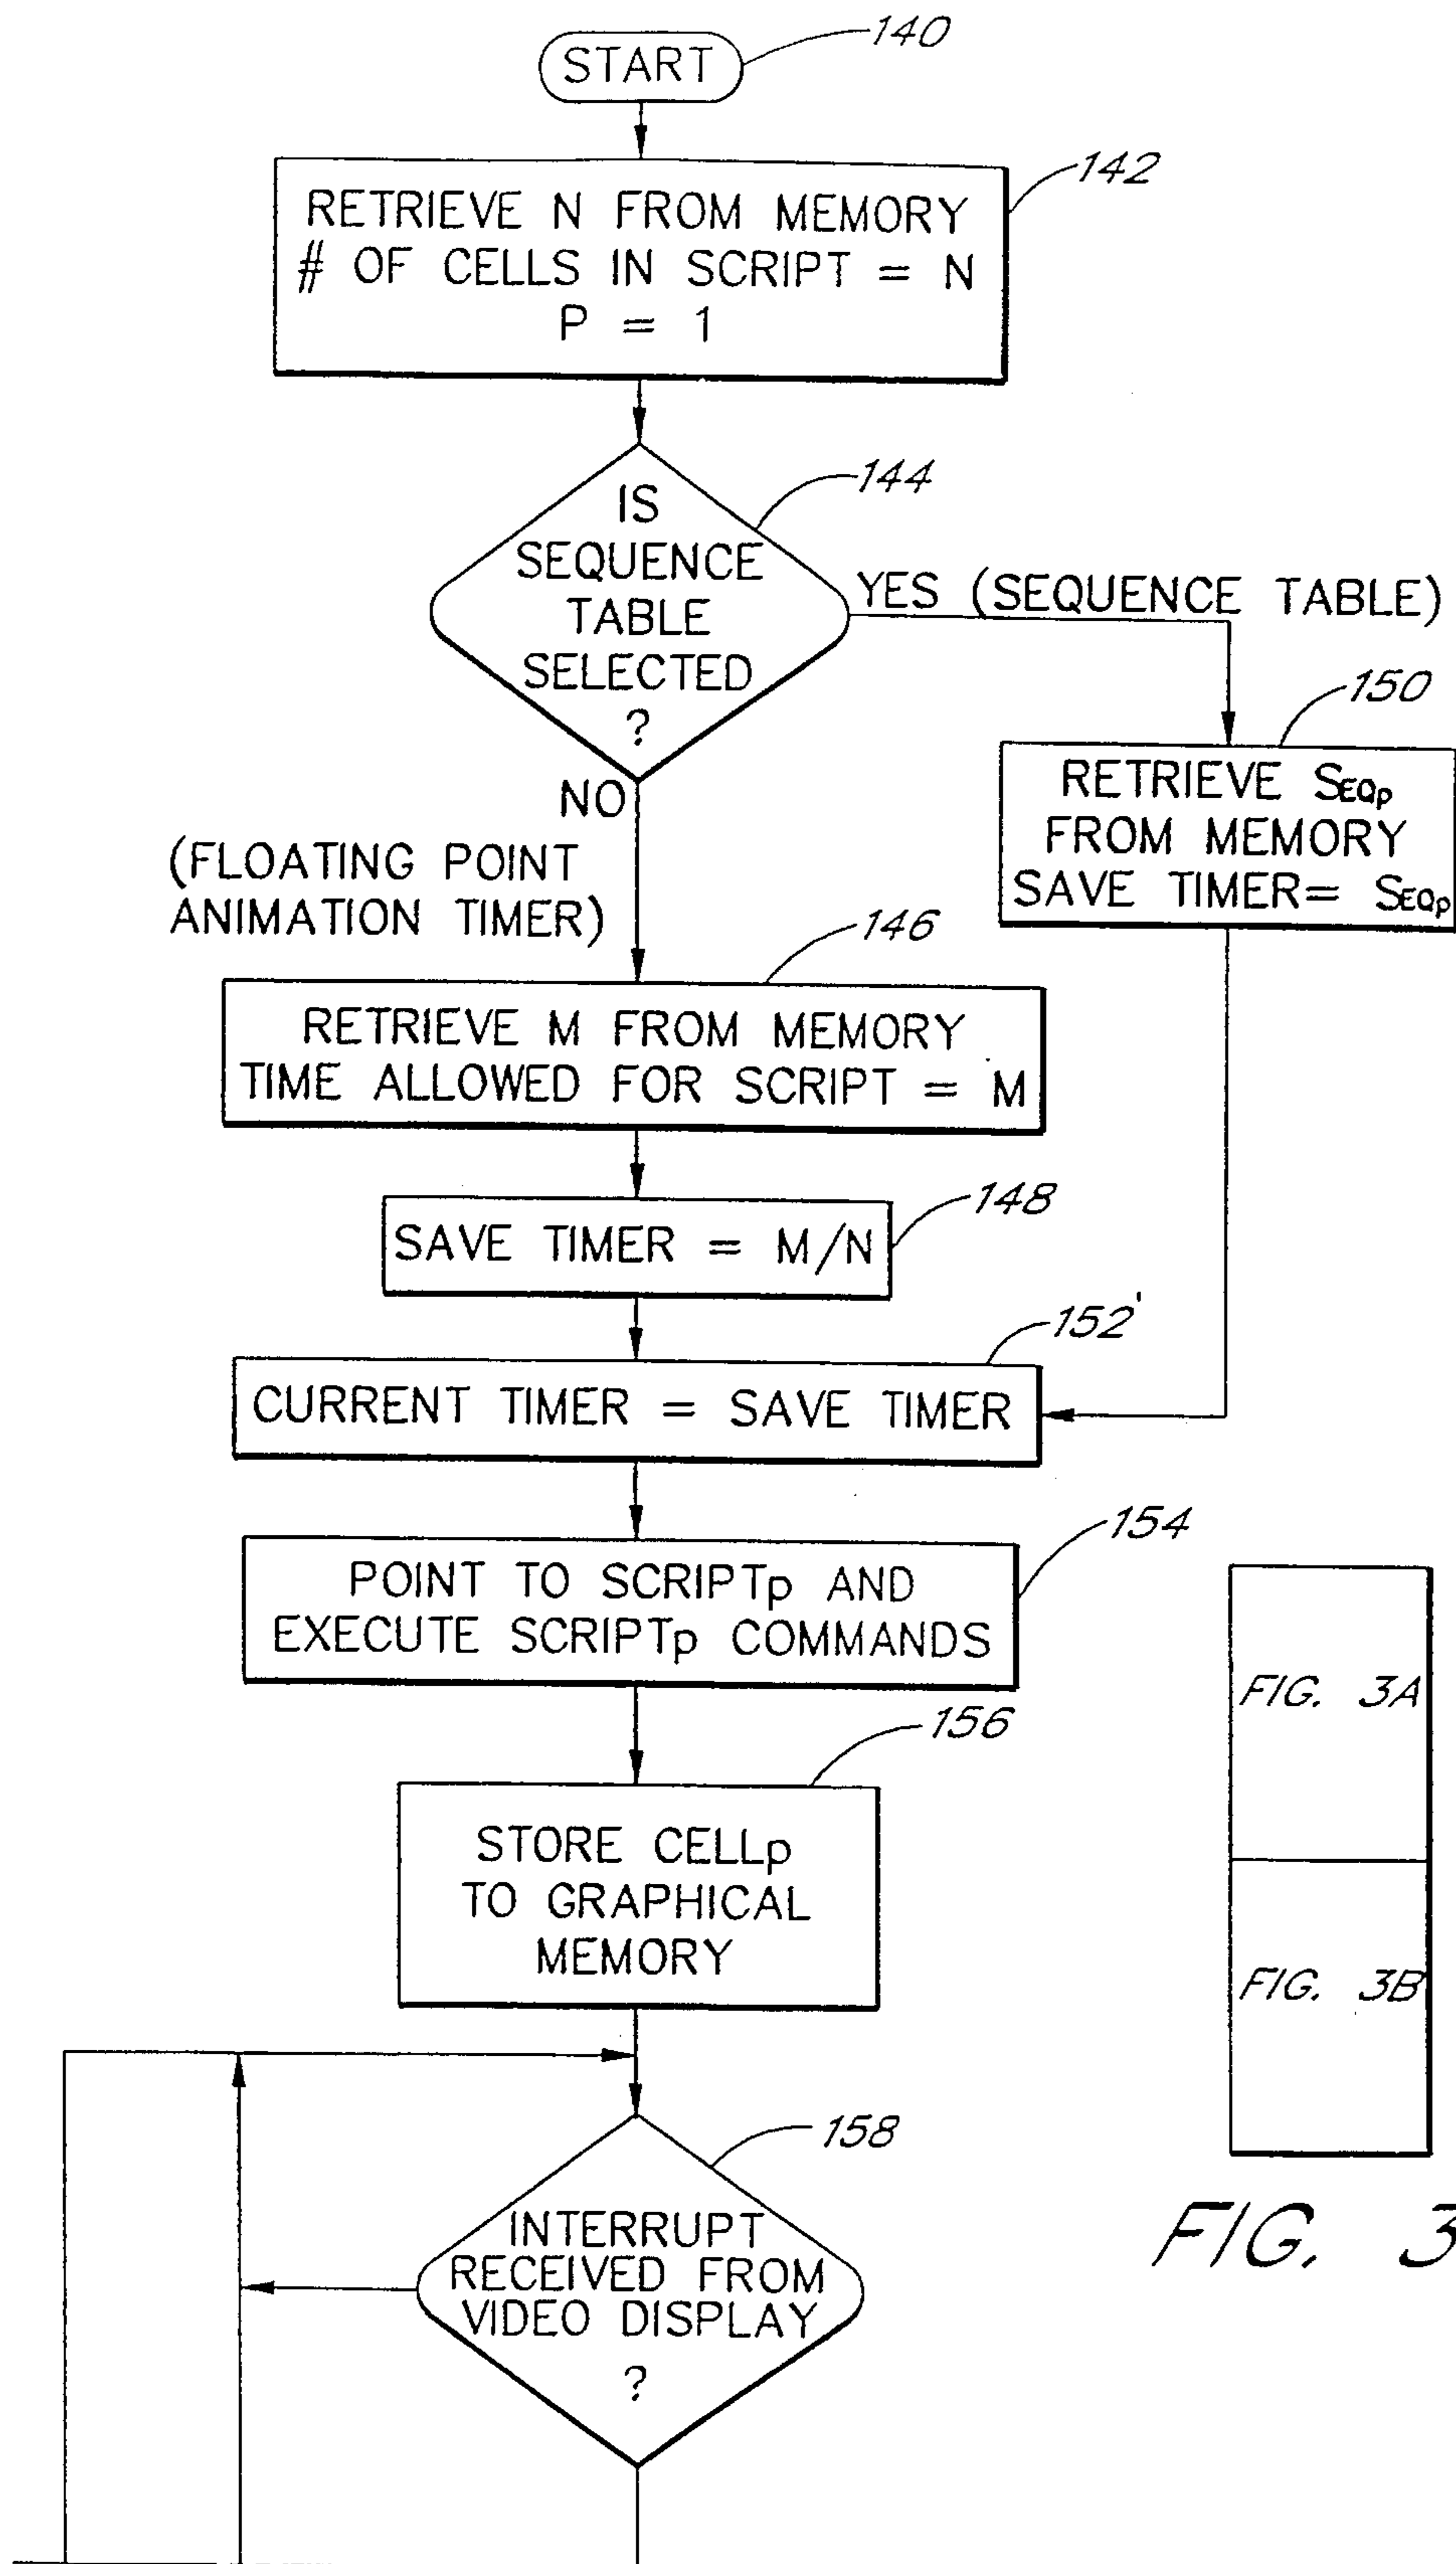 START
140
RETRIEVE N FROM MEMORY
# OF CELLS IN SCRIPT = N
P = 1
142
IS
SEQUENCE
TABLE
SELECTED
?
144
YES (SEQUENCE TABLE)
NO
(FLOATING POINT
ANIMATION TIMER)
150
RETRIEVE SEQp
FROM MEMORY
SAVE TIMER= SEQp
146
RETRIEVE M FROM MEMORY
TIME ALLOWED FOR SCRIPT = M
148
SAVE TIMER = M/N
152'
CURRENT TIMER = SAVE TIMER
154
POINT TO SCRIPTp AND
EXECUTE SCRIPTp COMMANDS
156
STORE CELLp
TO GRAPHICAL
MEMORY
158
INTERRUPT
RECEIVED FROM
VIDEO DISPLAY
?
FIG. 3A
FIG. 3B
FIG. 3